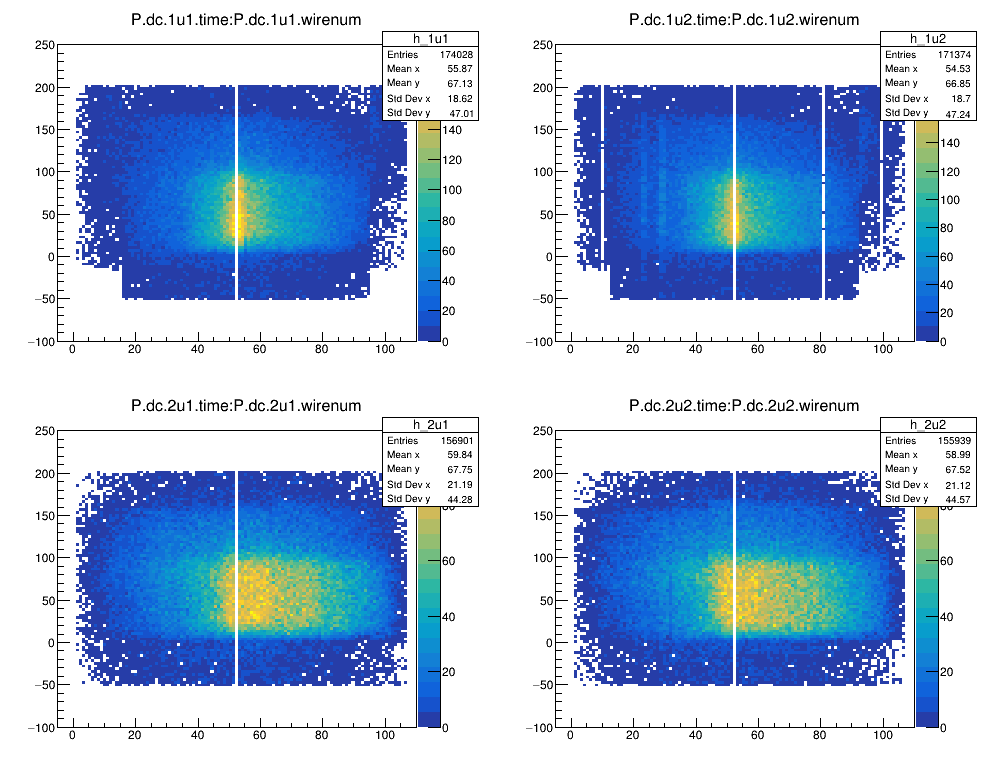 P.dc.1u1.time:P.dc.1u1.wirenum
h_1u1
Entries 174028
Mean x 55.87
Mean y 67.13
Std Dev x 18.62
Std Dev y 47.01
250
200
150
100
50
0
−50
−100
0 20 40 60 80 100
140
120
100
80
60
40
20
0
P.dc.1u2.time:P.dc.1u2.wirenum
h_1u2
Entries 171374
Mean x 54.53
Mean y 66.85
Std Dev x 18.7
Std Dev y 47.24
250
200
150
100
50
0
−50
−100
0 20 40 60 80 100
140
120
100
80
60
40
20
0
P.dc.2u1.time:P.dc.2u1.wirenum
h_2u1
Entries 156901
Mean x 59.84
Mean y 67.75
Std Dev x 21.19
Std Dev y 44.28
250
200
150
100
50
0
−50
−100
0 20 40 60 80 100
80
60
40
20
0
P.dc.2u2.time:P.dc.2u2.wirenum
h_2u2
Entries 155939
Mean x 58.99
Mean y 67.52
Std Dev x 21.12
Std Dev y 44.57
250
200
150
100
50
0
−50
−100
0 20 40 60 80 100
80
60
40
20
0